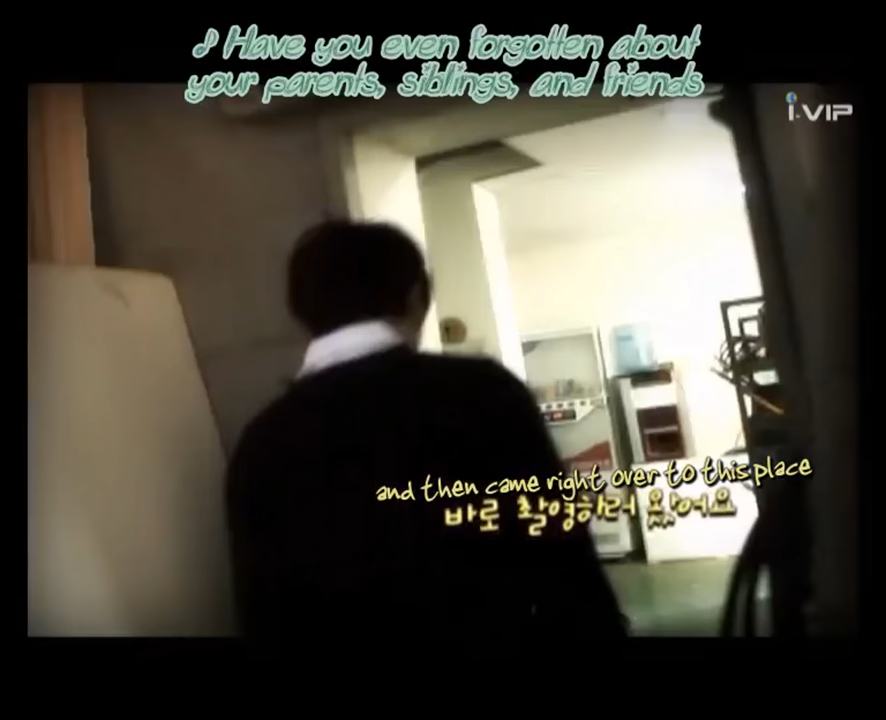 ♪ Have you even forgotten about
your parents, siblings, and friends
i.VIP
and then came right over to this place
바로 촬영하러 왔어요